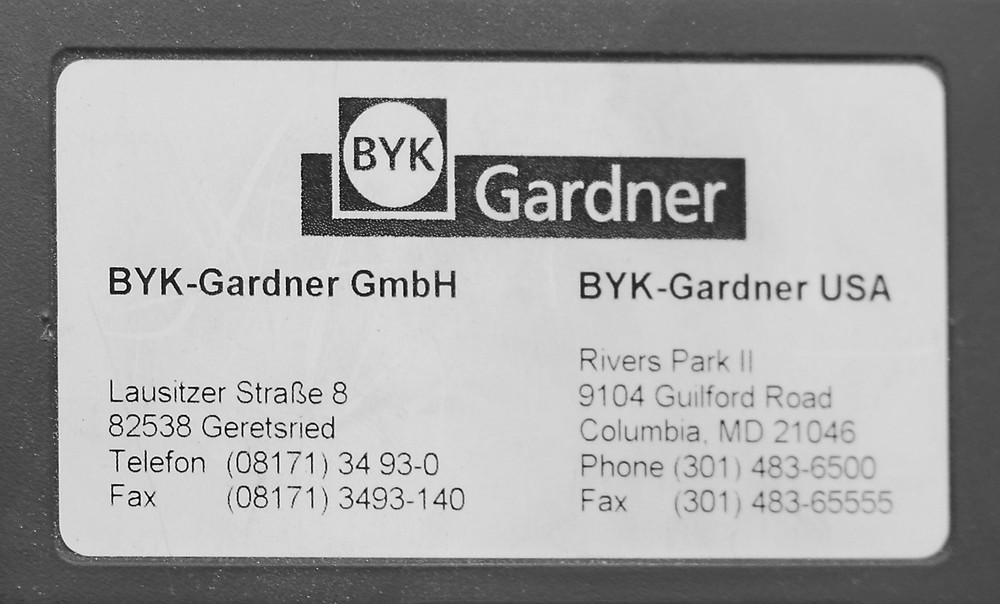 BYK
Gardner
BYK-Gardner GmbH
Lausitzer Straße 8
82538 Geretsried
Telefon (08171) 34 93-0
Fax (08171) 3493-140
BYK-Gardner USA
Rivers Park II
9104 Guilford Road
Columbia, MD 21046
Phone (301) 483-6500
Fax (301) 483-65555